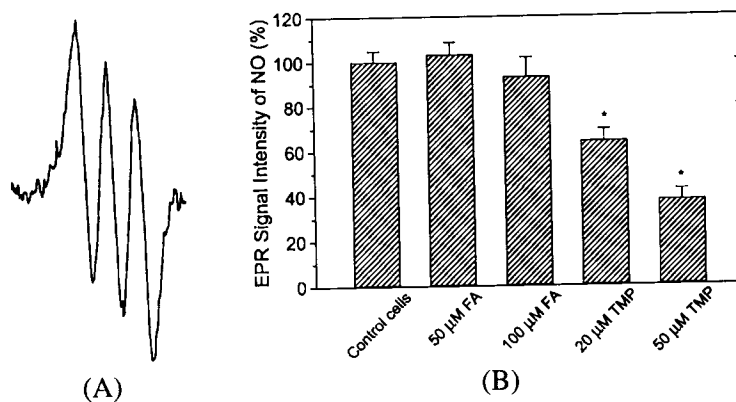 EPR Signal Intensity of NO (%)
120
100
80
60
40
20
0
*
*
Control cells
50 µM FA
100 µM FA
20 µM TMP
50 µM TMP
(A)
(B)